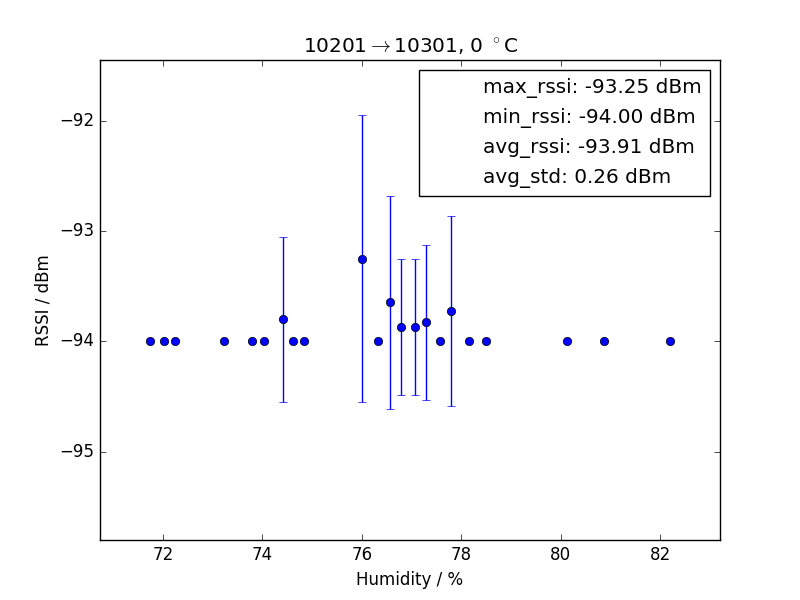 10201→10301, 0 °C
max_rssi: -93.25 dBm
min_rssi: -94.00 dBm
avg_rssi: -93.91 dBm
avg_std: 0.26 dBm
−92
−93
−94
−95
RSSI / dBm
72 74 76 78 80 82
Humidity / %